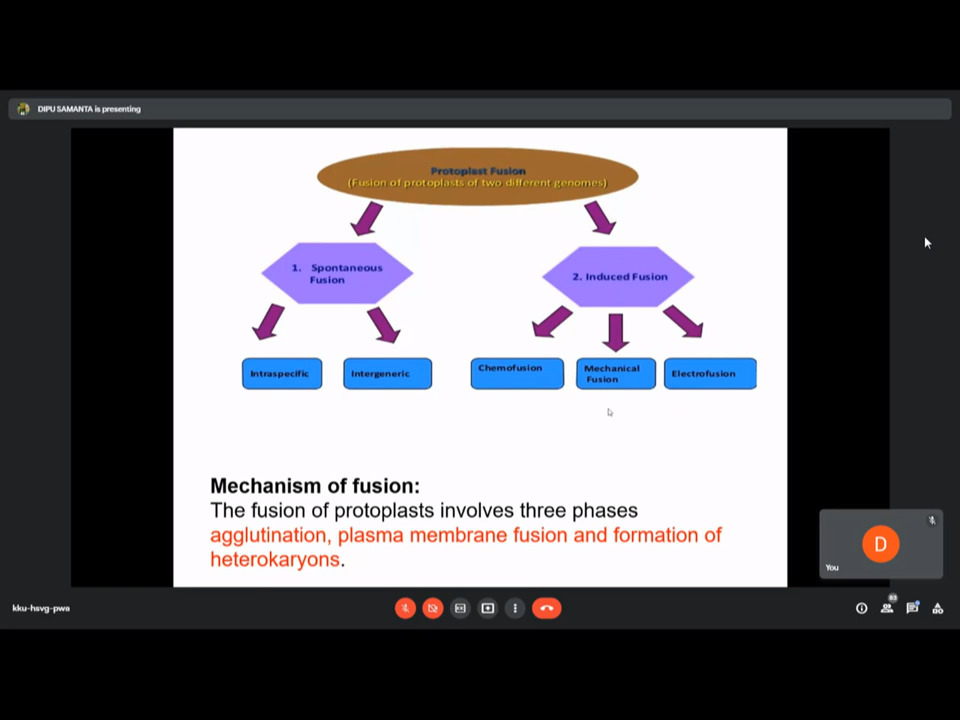 DIPU SAMANTA is presenting
Protoplast Fusion
(Fusion of protoplasts of two different genomes)
1. Spontaneous
Fusion
2. Induced Fusion
Intraspecific
Intergeneric
Chemofusion
Mechanical
Fusion
Electrofusion
Mechanism of fusion:
The fusion of protoplasts involves three phases
agglutination, plasma membrane fusion and formation of
heterokaryons.
D
You
kku-hsvg-pwa
83